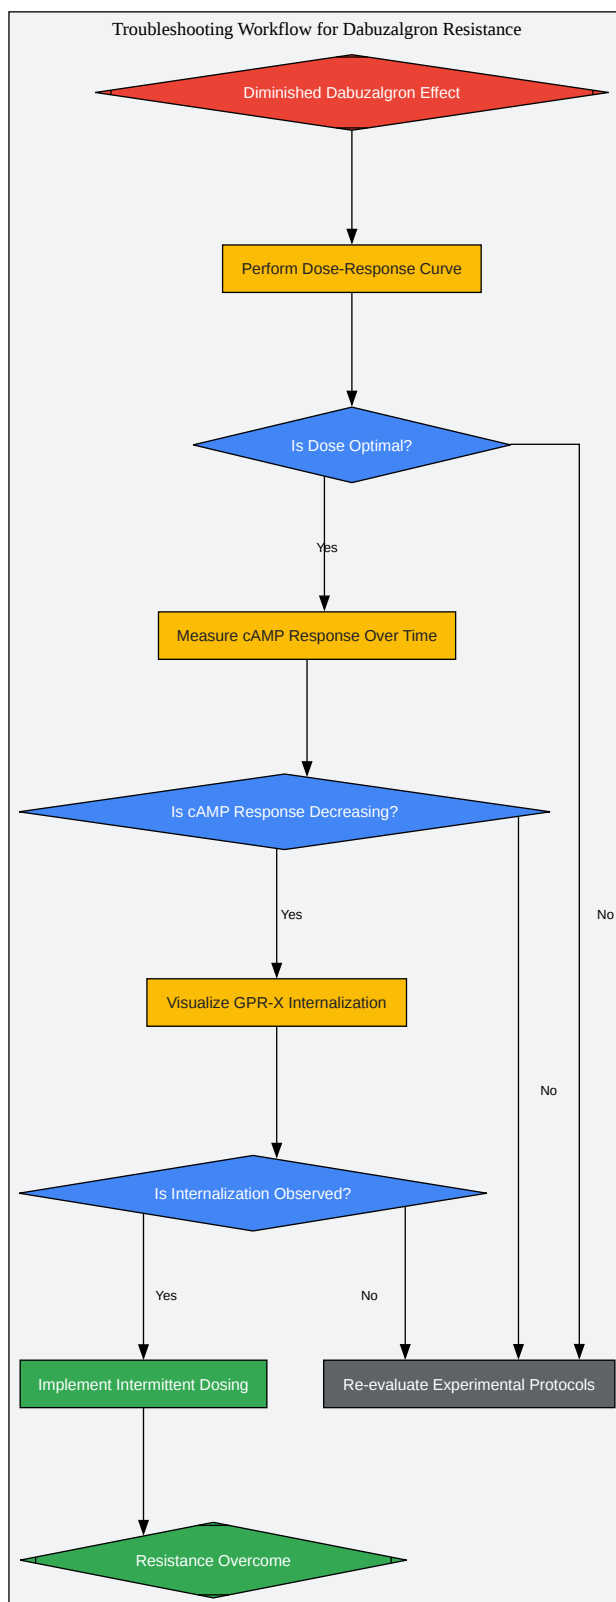 Troubleshooting Workflow for Dabuzalgron Resistance
Diminished Dabuzalgron Effect
Perform Dose-Response Curve
Is Dose Optimal?
Yes
Measure cAMP Response Over Time
Is cAMP Response Decreasing?
Yes
No
Visualize GPR-X Internalization
No
Is Internalization Observed?
Yes
No
Implement Intermittent Dosing
Re-evaluate Experimental Protocols
Resistance Overcome